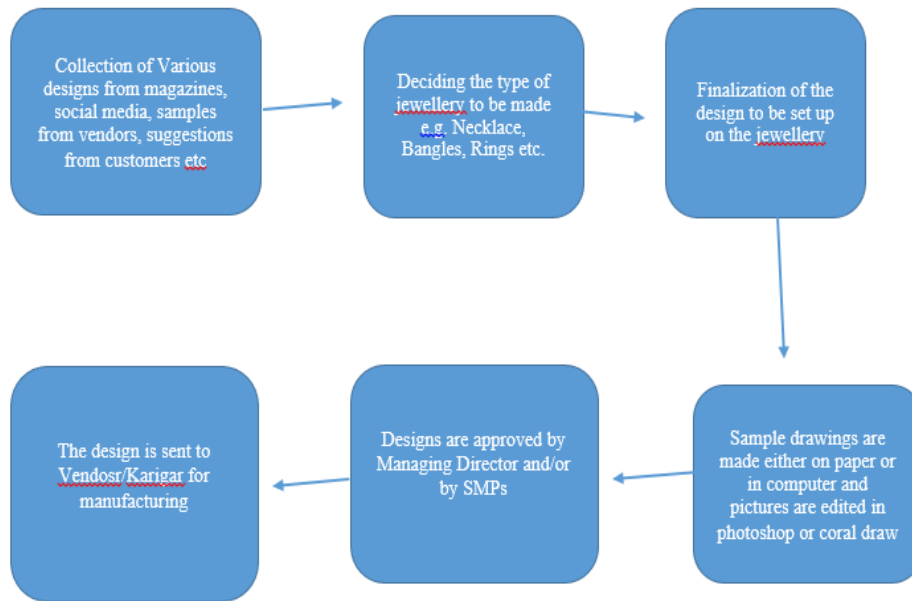 Collection of Various
designs from magazines,
social media, samples
from vendors, suggestions
from customers etc
Deciding the type of
jewellery to be made
e.g. Necklace,
Bangles, Rings etc.
Finalization of the
design to be set up
on the jewellery
Sample drawings are
made either on paper or
in computer and
pictures are edited in
photoshop or coral draw
Designs are approved by
Managing Director and/or
by SMPs
The design is sent to
Vendosr/Karigar for
manufacturing